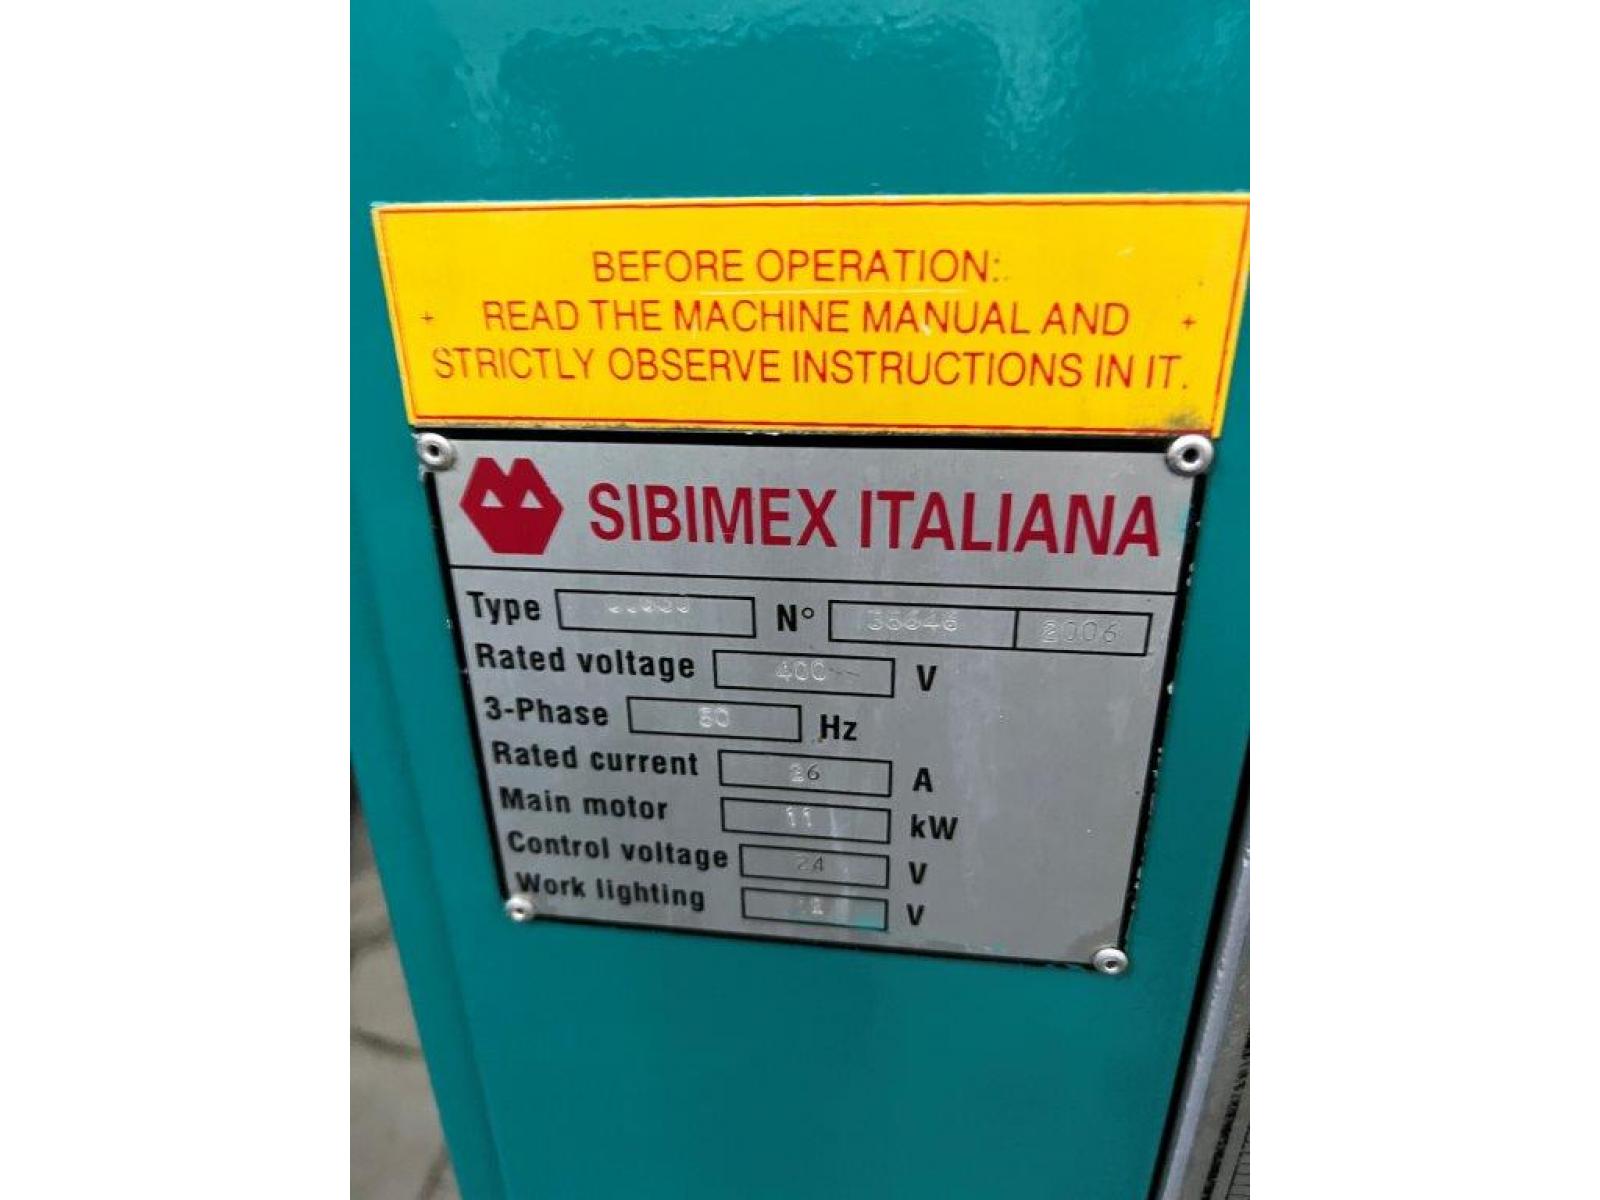 BEFORE OPERATION:
READ THE MACHINE MANUAL AND
STRICTLY OBSERVE INSTRUCTIONS IN IT.
SIBIMEX ITALIANA
Type N° 2006
Rated voltage 400~ V
3-Phase 50 Hz
Rated current 26 A
Main motor 11 kW
Control voltage 24 V
Work lighting V